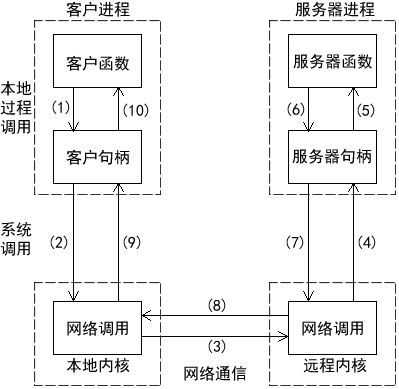 客户进程
服务器进程
客户函数
服务器函数
本地
过程
调用
(1)
(10)
(6)
(5)
客户句柄
服务器句柄
系统
调用
(2)
(9)
(7)
(4)
(8)
网络调用
网络调用
(3)
本地内核
网络通信
远程内核